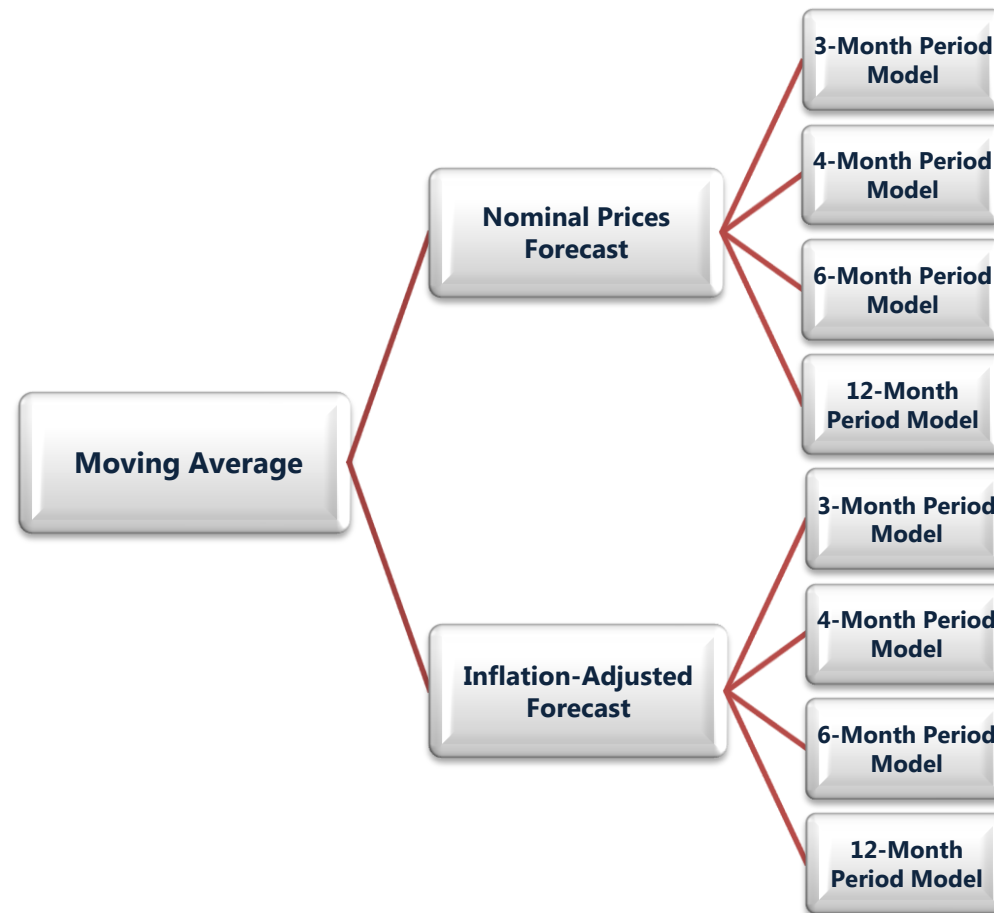 3-Month Period
Model
4-Month Period
Model
Nominal Prices
Forecast
6-Month Period
Model
12-Month
Period Model
Moving Average
3-Month Period
Model
4-Month Period
Model
Inflation-Adjusted
Forecast
6-Month Period
Model
12-Month
Period Model